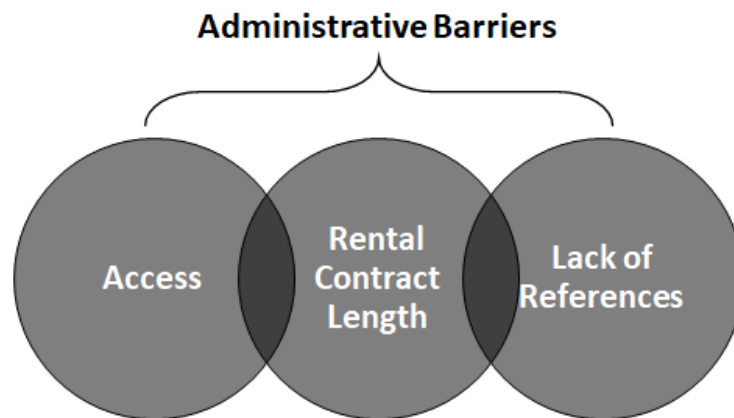 Administrative Barriers
Access
Rental
Contract
Length
Lack of
References